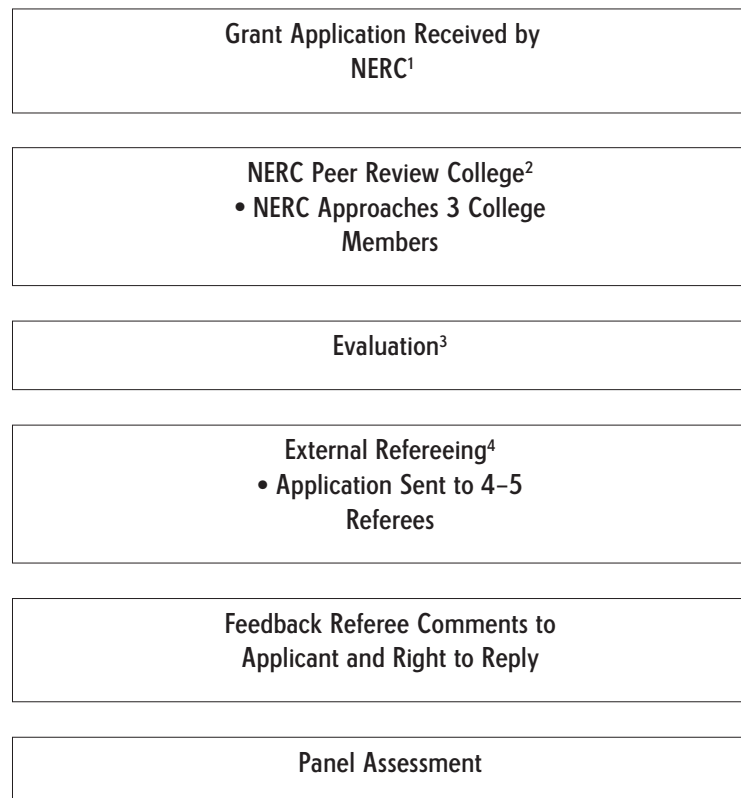 Grant Application Received by
NERC¹
NERC Peer Review College²
• NERC Approaches 3 College
Members
Evaluation³
External Refereeing⁴
• Application Sent to 4–5
Referees
Feedback Referee Comments to
Applicant and Right to Reply
Panel Assessment